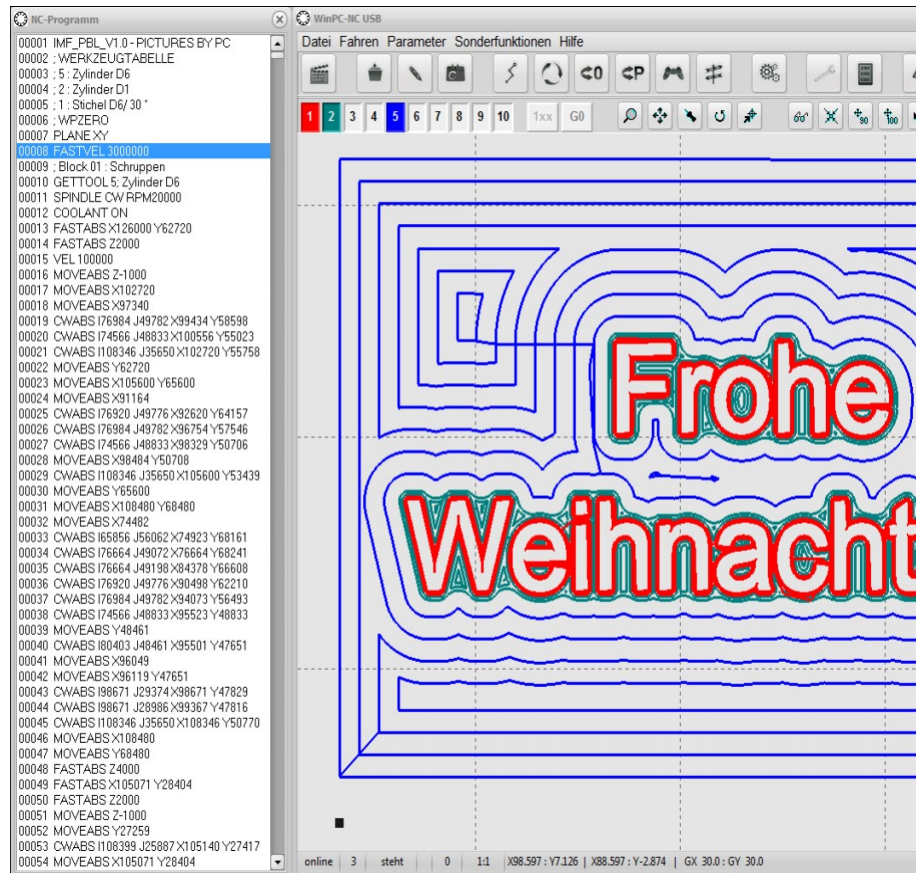 NC-Programm
00001 IMF_PBL_V1.0 - PICTURES BY PC
00002 ; WERKZEUGTABELLE
00003 ; 5 : Zylinder D6
00004 ; 2 : Zylinder D1
00005 ; 1 : Stichel D6/ 30 °
00006 ; WPZERO
00007 PLANE XY
00008 FASTVEL 3000000
00009 ; Block 01 : Schruppen
00010 GETTOOL 5; Zylinder D6
00011 SPINDLE CW RPM20000
00012 COOLANT ON
00013 FASTABS X126000 Y62720
00014 FASTABS Z2000
00015 VEL 100000
00016 MOVEABS Z-1000
00017 MOVEABS X102720
00018 MOVEABS X97340
00019 CWABS I76984 J49782 X99434 Y58598
00020 CWABS I74566 J48833 X100556 Y55023
00021 CWABS I108346 J35650 X102720 Y55758
00022 MOVEABS Y62720
00023 MOVEABS X105600 Y65600
00024 MOVEABS X91164
00025 CWABS I76920 J49776 X92620 Y64157
00026 CWABS I76984 J49782 X96754 Y57546
00027 CWABS I74566 J48833 X98329 Y50706
00028 MOVEABS X98484 Y50708
00029 CWABS I108346 J35650 X105600 Y53439
00030 MOVEABS Y65600
00031 MOVEABS X108480 Y68480
00032 MOVEABS X74482
00033 CWABS I65856 J56062 X74923 Y68161
00034 CWABS I76664 J49072 X76664 Y68241
00035 CWABS I76664 J49198 X84378 Y66608
00036 CWABS I76920 J49776 X90498 Y62210
00037 CWABS I76984 J49782 X94073 Y56493
00038 CWABS I74566 J48833 X95523 Y48833
00039 MOVEABS Y48461
00040 CWABS I80403 J48461 X95501 Y47651
00041 MOVEABS X96049
00042 MOVEABS X96119 Y47651
00043 CWABS I98671 J29374 X98671 Y47829
00044 CWABS I98671 J28986 X99367 Y47816
00045 CWABS I108346 J35650 X108346 Y50770
00046 MOVEABS X108480
00047 MOVEABS Y68480
00048 FASTABS Z4000
00049 FASTABS X105071 Y28404
00050 FASTABS Z2000
00051 MOVEABS Z-1000
00052 MOVEABS Y27259
00053 CWABS I108399 J25887 X105140 Y27417
00054 MOVEABS X105071 Y28404
WinPC-NC USB
Datei Fahren Parameter Sonderfunktionen Hilfe
0 P
1 2 3 4 5 6 7 8 9 10 1xx G0 90 100
Frohe
Weihnacht
online 3 steht 0 1:1 X98.597 : Y7.126 | X88.597 : Y-2.874 | GX 30.0 : GY 30.0